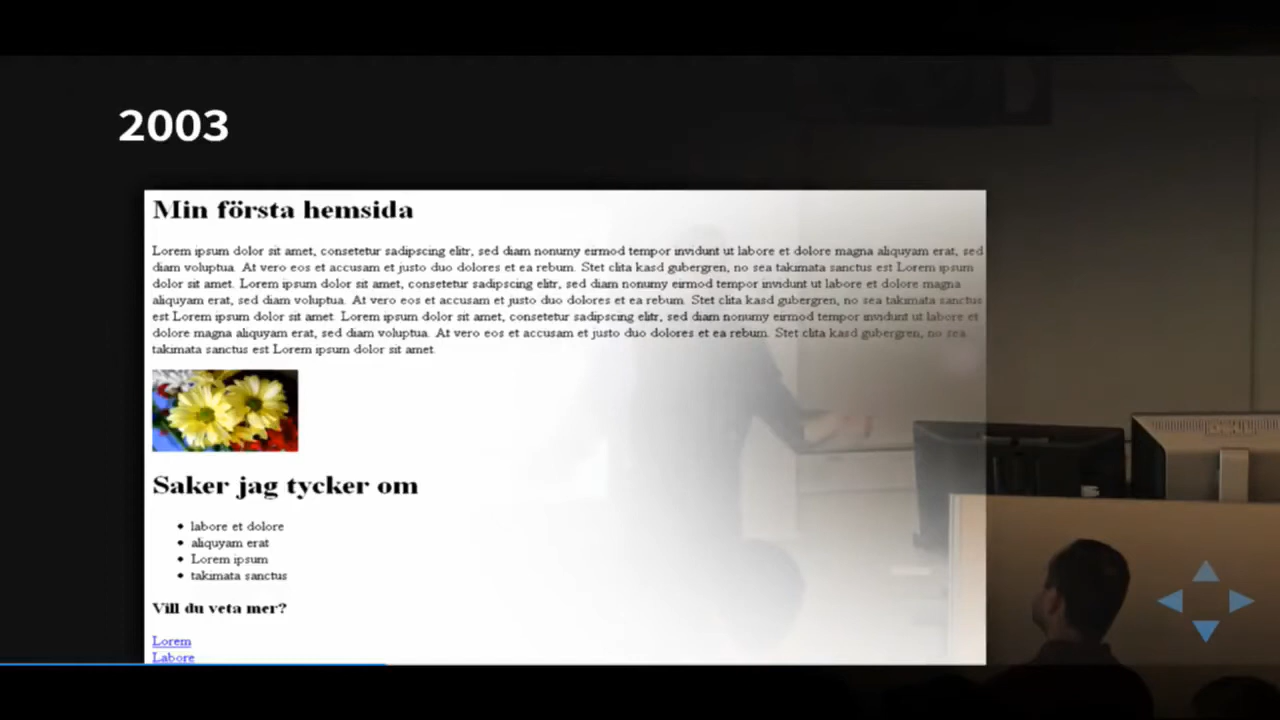 2003
Min första hemsida
Lorem ipsum dolor sit amet, consetetur sadipscing elitr, sed diam nonumy eirmod tempor invidunt ut labore et dolore magna aliquyam erat, sed
diam voluptua. At vero eos et accusam et justo duo dolores et ea rebum. Stet clita kasd gubergren, no sea takimata sanctus est Lorem ipsum
dolor sit amet. Lorem ipsum dolor sit amet, consetetur sadipscing elitr, sed diam nonumy eirmod tempor invidunt ut labore et dolore magna
aliquyam erat, sed diam voluptua. At vero eos et accusam et justo duo dolores et ea rebum. Stet clita kasd gubergren, no sea takimata sanctus
est Lorem ipsum dolor sit amet. Lorem ipsum dolor sit amet, consetetur sadipscing elitr, sed diam nonumy eirmod tempor invidunt ut labore et
dolore magna aliquyam erat, sed diam voluptua. At vero eos et accusam et justo duo dolores et ea rebum. Stet clita kasd gubergren, no sea
takimata sanctus est Lorem ipsum dolor sit amet.
Saker jag tycker om
labore et dolore
aliquyam erat
Lorem ipsum
takimata sanctus
Vill du veta mer?
Lorem
Labore